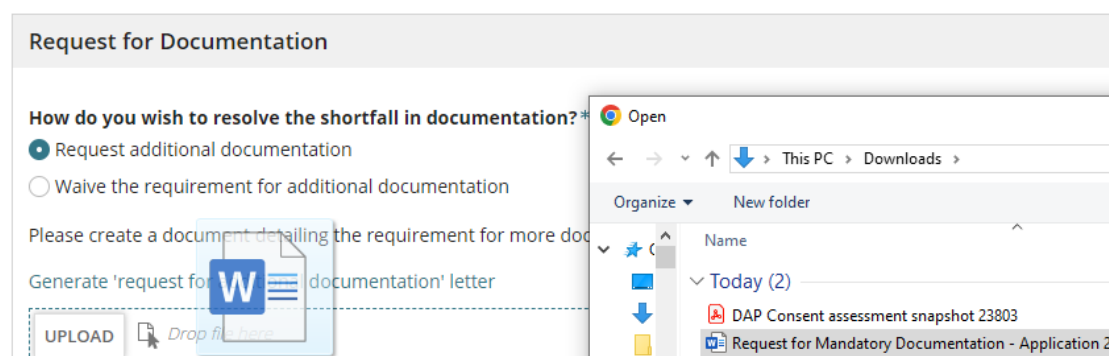 Request for Documentation
How do you wish to resolve the shortfall in documentation? *
Request additional documentation
Waive the requirement for additional documentation
Please create a document detailing the requirement for more doc
Generate 'request for additional documentation' letter
UPLOAD
Drop file here
W
Open
This PC > Downloads >
Organize
New folder
Name
Today (2)
DAP Consent assessment snapshot 23803
Request for Mandatory Documentation - Application 2